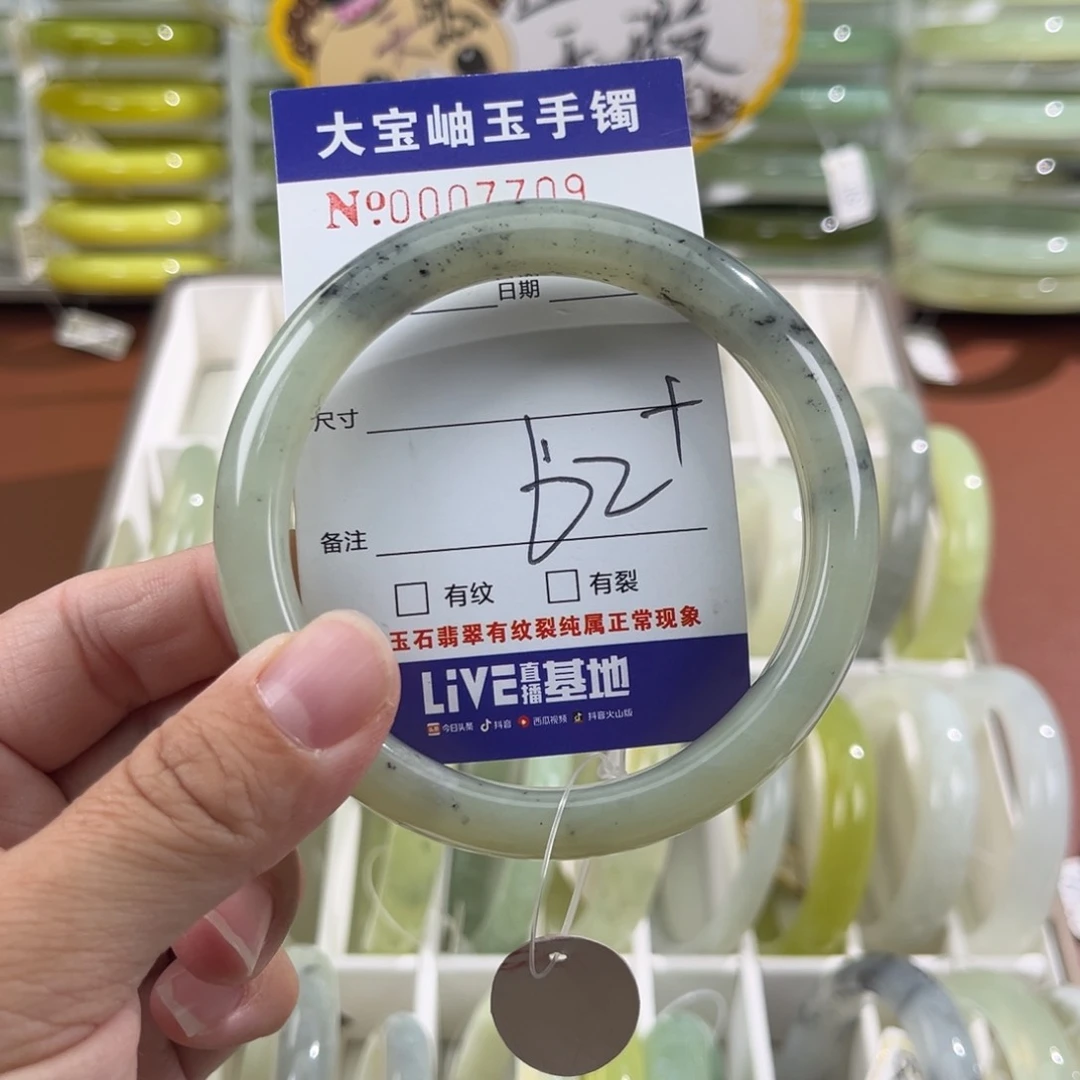 大宝岫玉手镯
Nº0007709
日期
尺寸
62+
备注
有纹 有裂
玉石翡翠有纹裂纯属正常现象
LiVE直播基地
今日头条 抖音 西瓜视频 抖音火山版